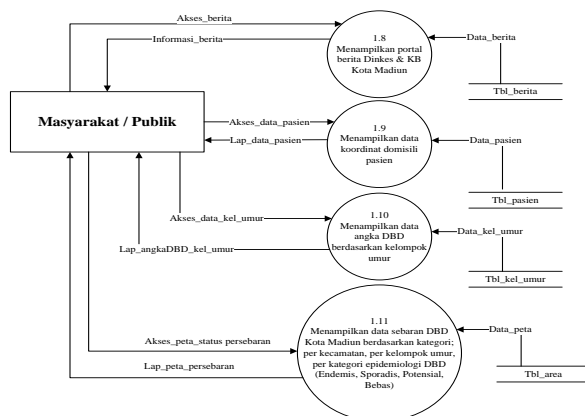 Akses_berita
Informasi_berita
1.8
Menampilkan portal
berita Dinkes & KB
Kota Madiun
Data_berita
Tbl_berita
Masyarakat / Publik
Akses_data_pasien
Lap_data_pasien
1.9
Menampilkan data
koordinat domisili
pasien
Data_pasien
Tbl_pasien
Akses_data_kel_umur
Lap_angkaDBD_kel_umur
1.10
Menampilkan data
angka DBD
berdasarkan kelompok
umur
Data_kel_umur
Tbl_kel_umur
1.11
Menampilkan data sebaran DBD
Kota Madiun berdasarkan kategori;
per kecamatan, per kelompok umur,
per kategori epidemiologi DBD
(Endemis, Sporadis, Potensial,
Bebas)
Akses_peta_status persebaran
Lap_peta_persebaran
Data_peta
Tbl_area